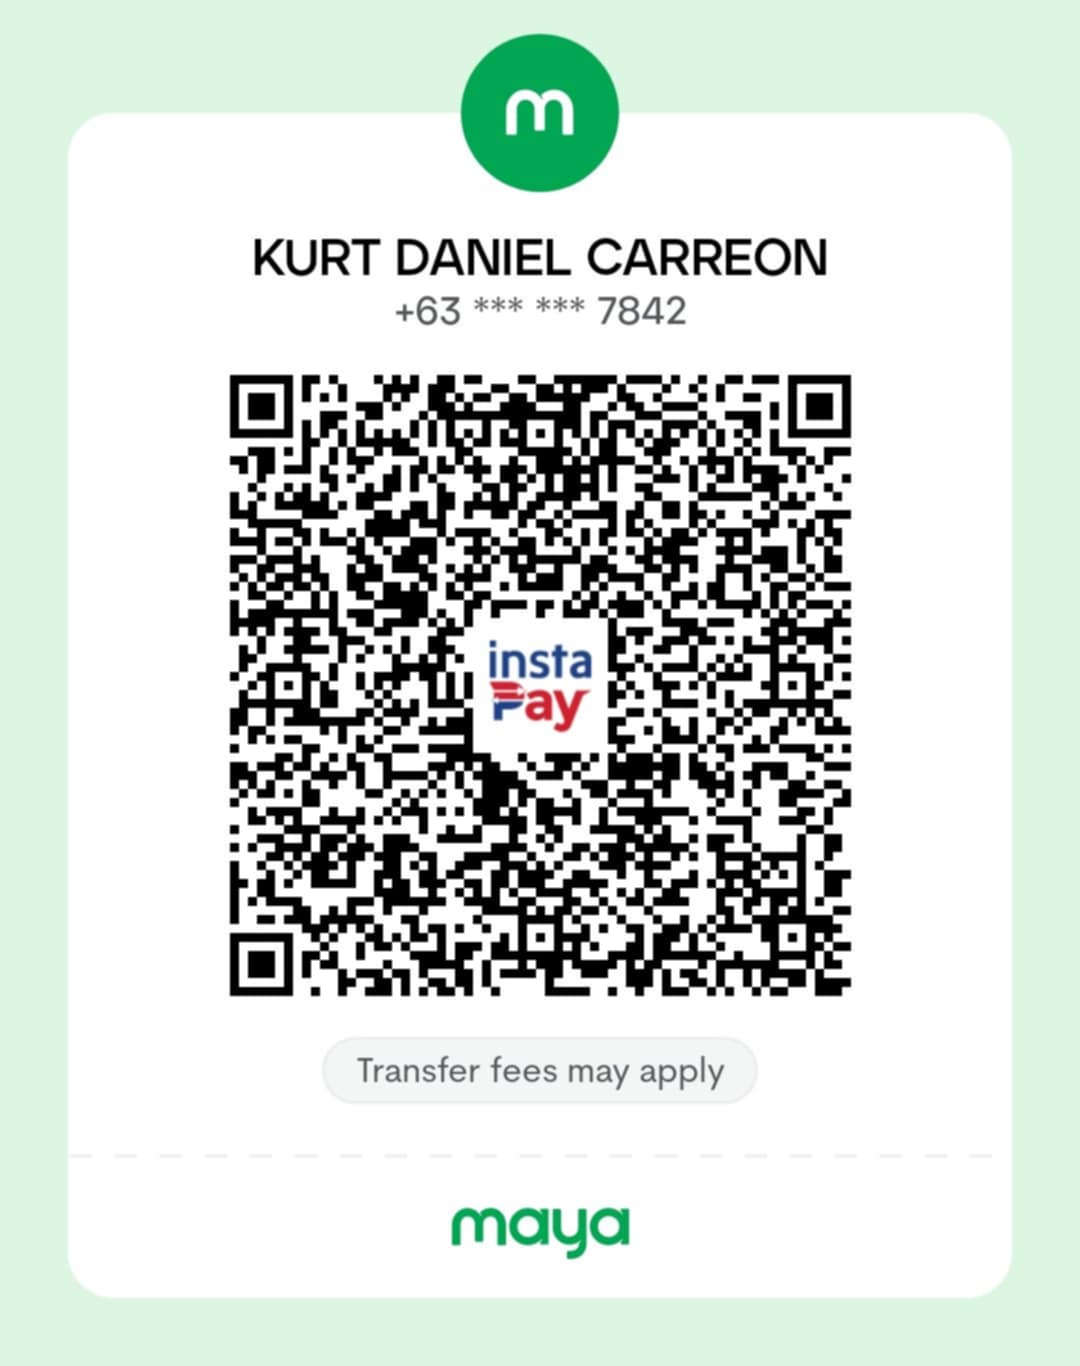 m
KURT DANIEL CARREON
+63 *** *** 7842
insta
Pay
Transfer fees may apply
maya